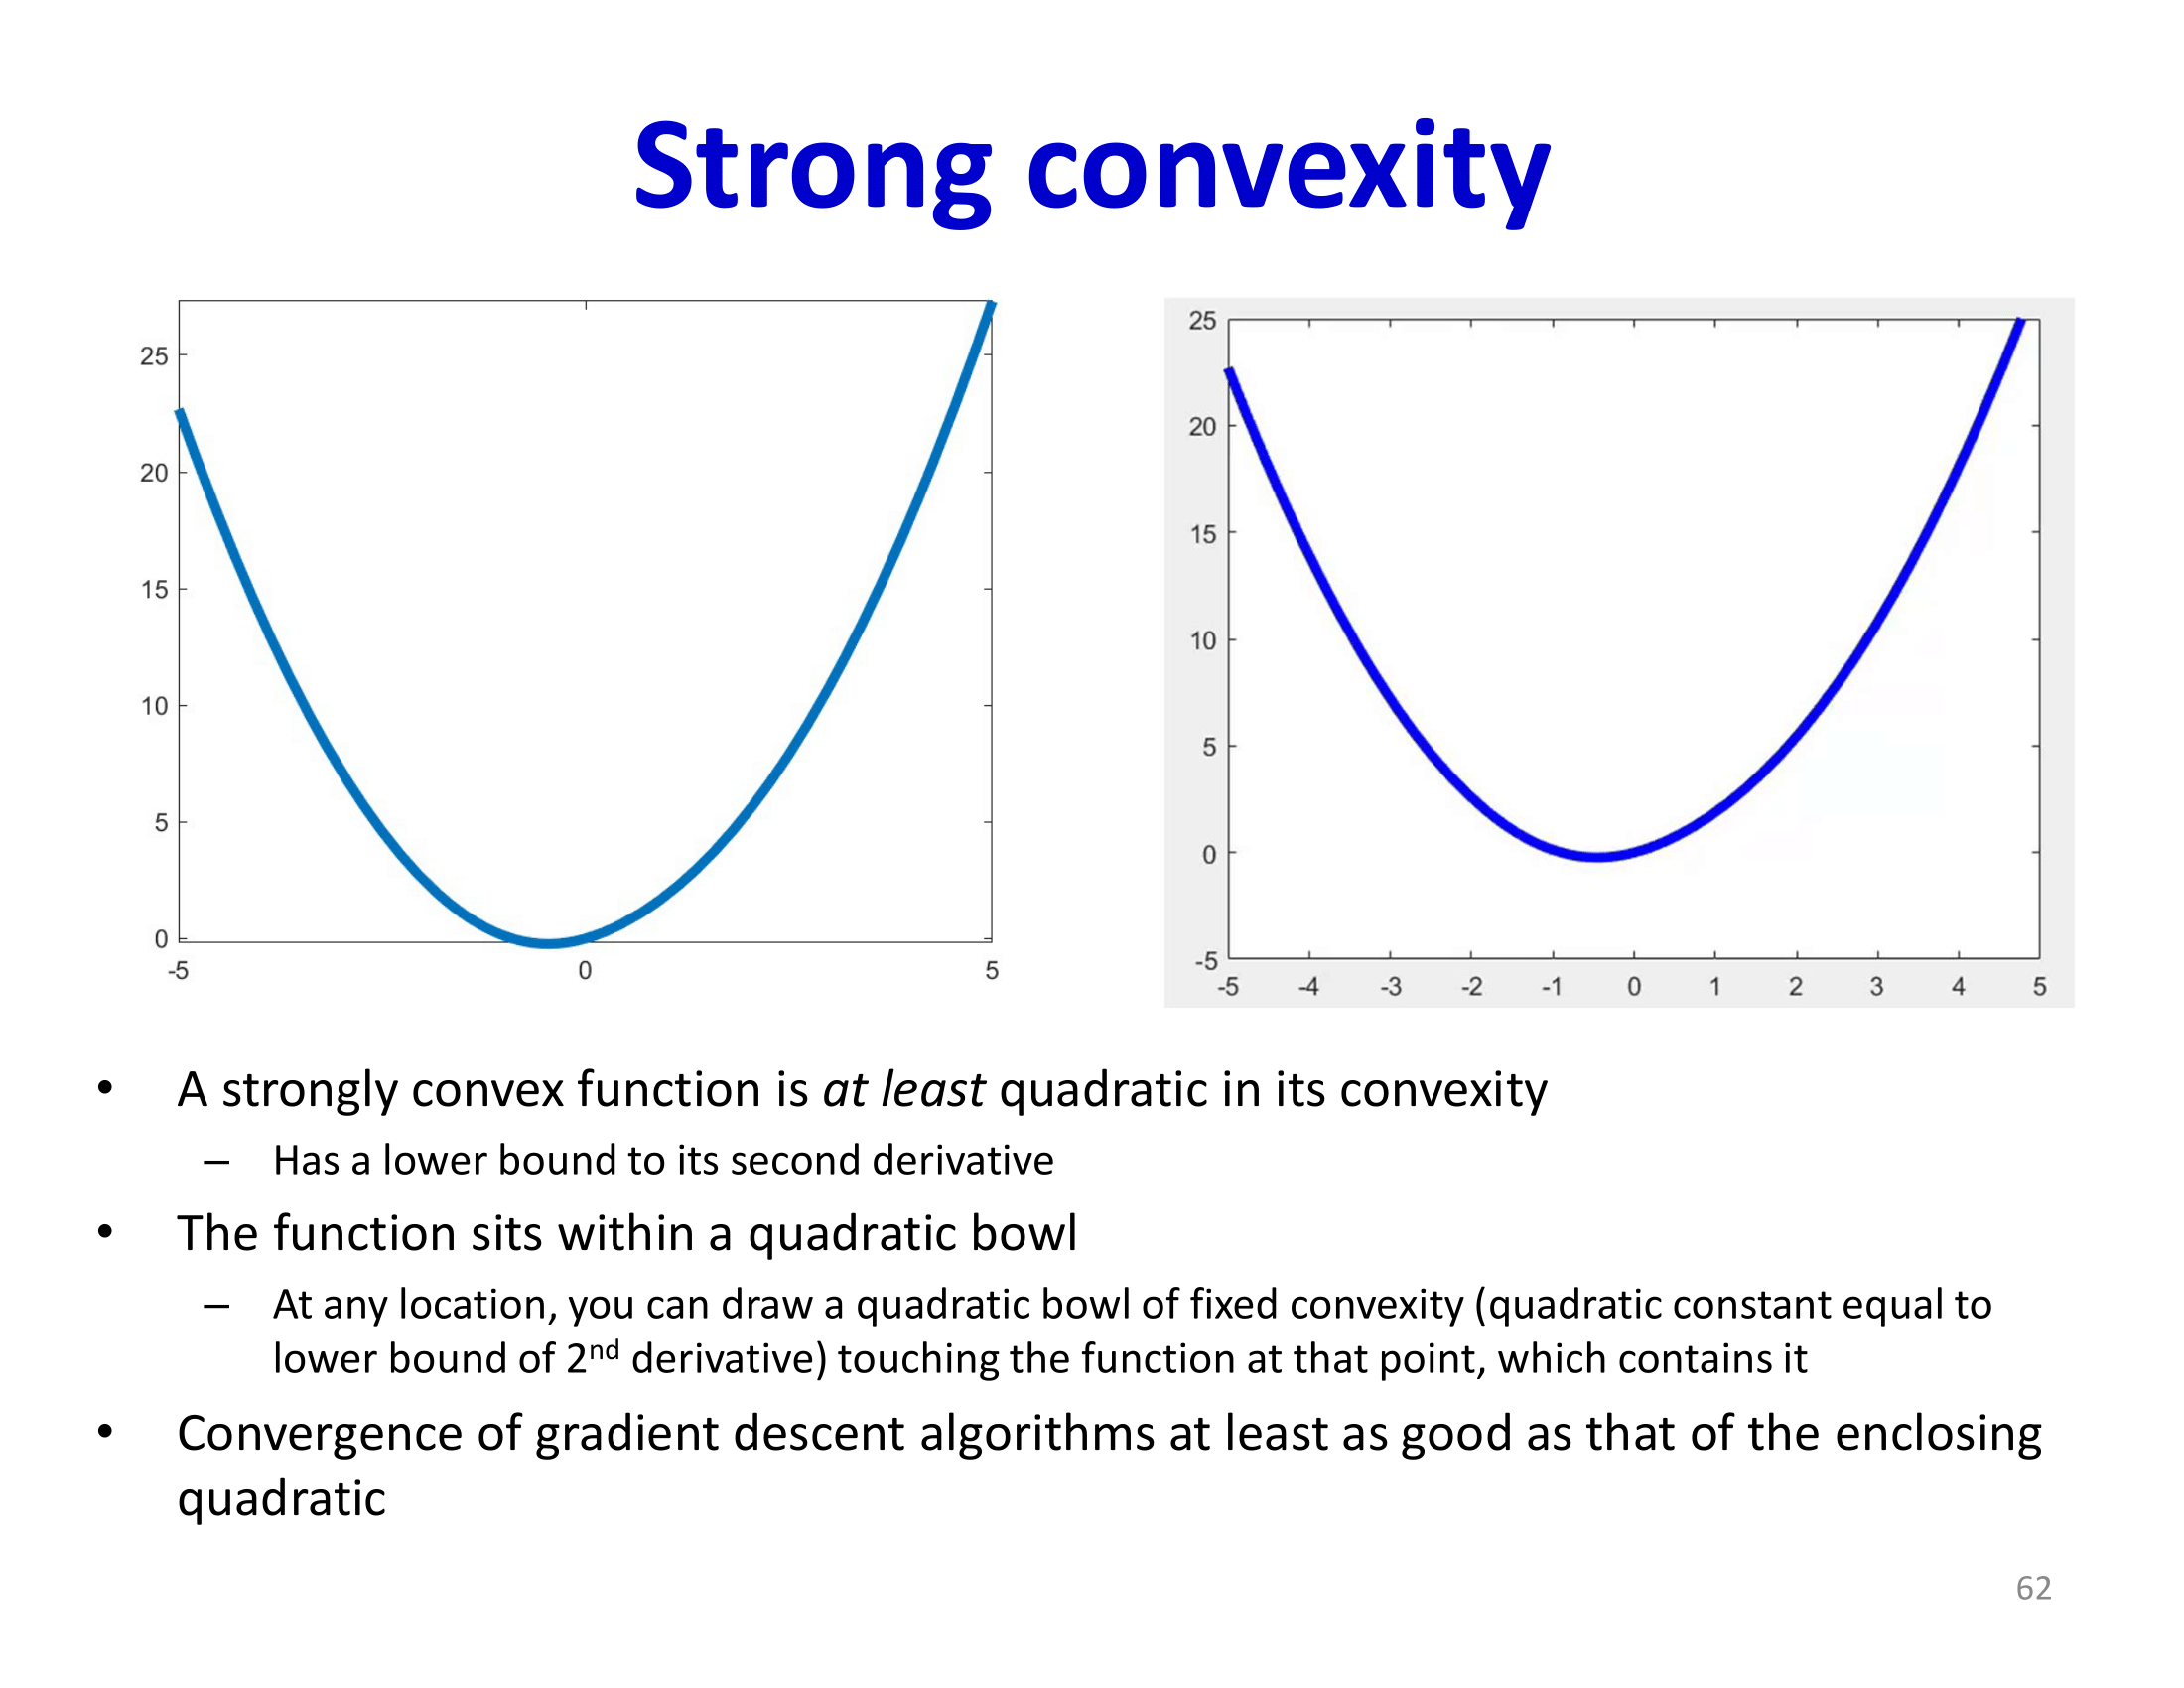 Strong convexity
25
20
15
10
5
0
-5 0 5
25
20
15
10
5
0
-5
-5 -4 -3 -2 -1 0 1 2 3 4 5
• A strongly convex function is at least quadratic in its convexity
– Has a lower bound to its second derivative
• The function sits within a quadratic bowl
– At any location, you can draw a quadratic bowl of fixed convexity (quadratic constant equal to
lower bound of 2nd derivative) touching the function at that point, which contains it
• Convergence of gradient descent algorithms at least as good as that of the enclosing
quadratic
62